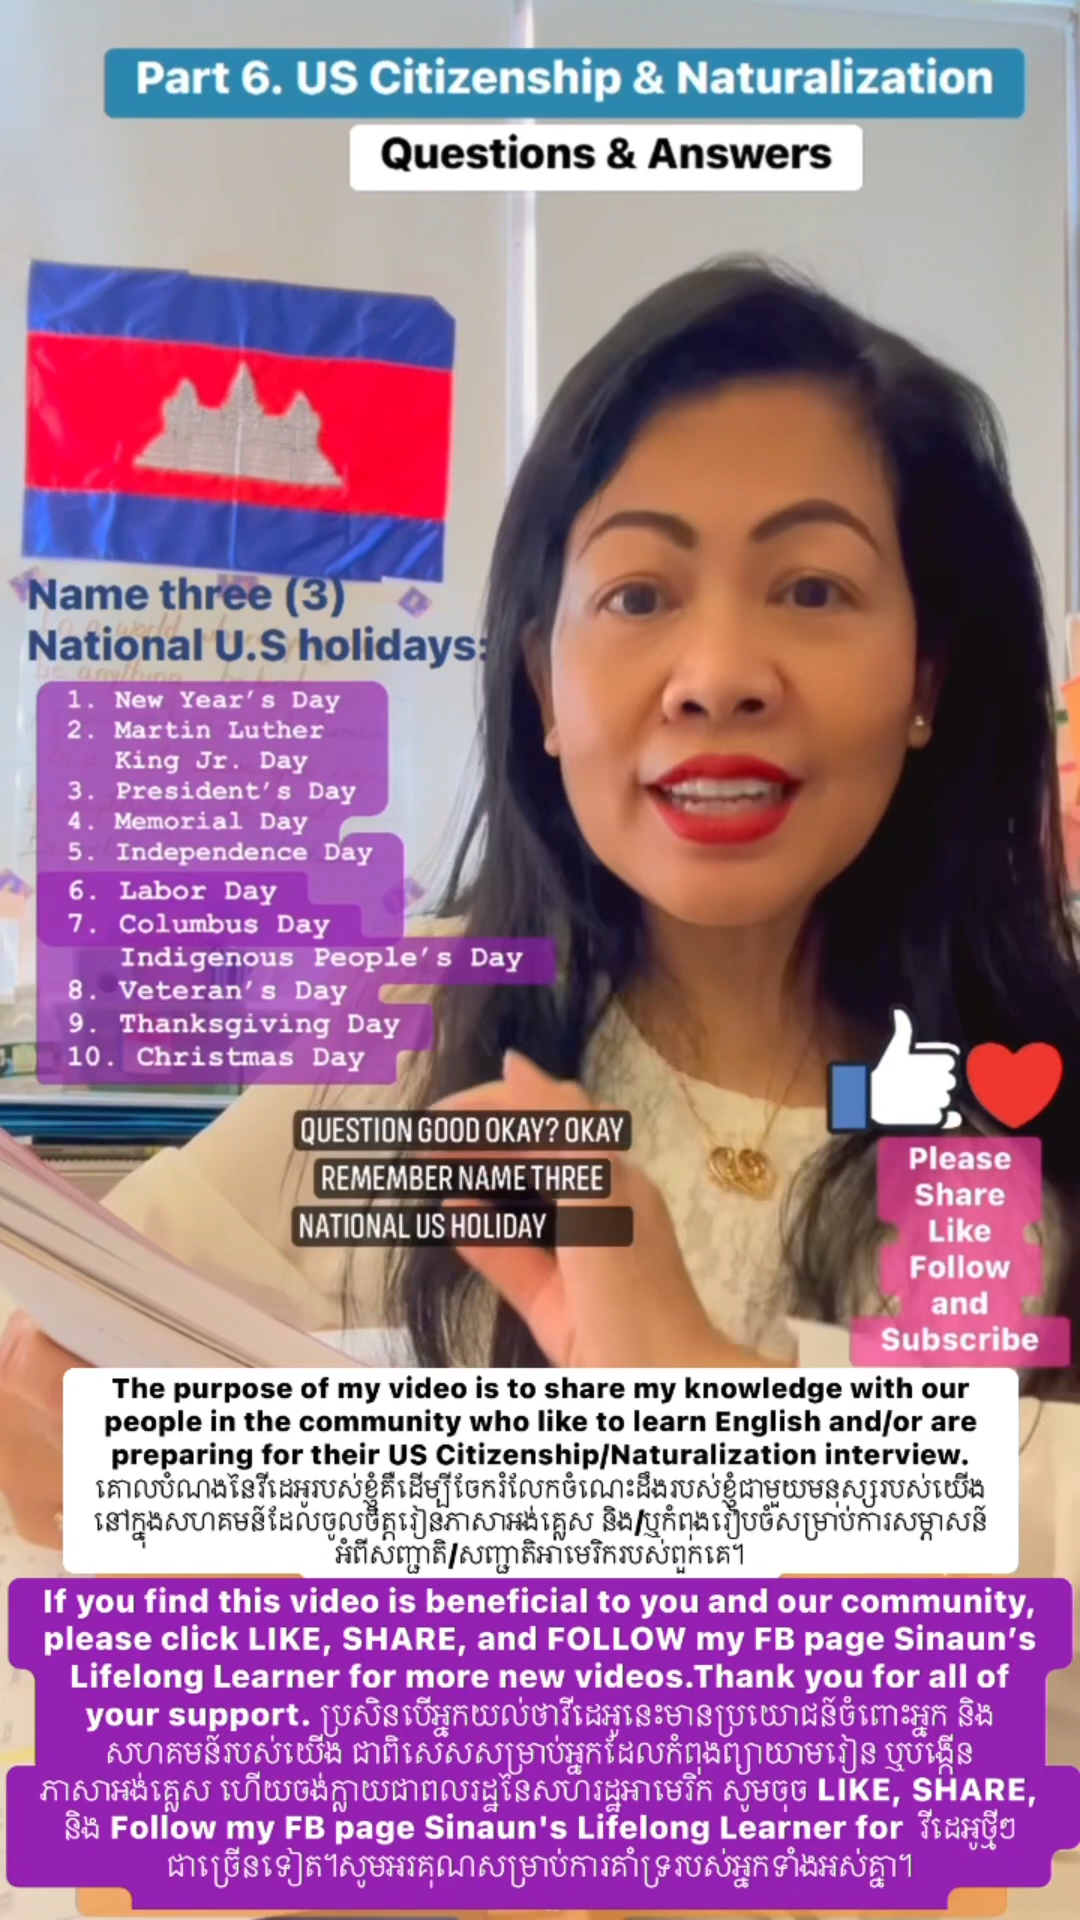 Part 6. US Citizenship & Naturalization
Questions & Answers
Name three (3)
National U.S holidays:
1. New Year's Day
2. Martin Luther
King Jr. Day
3. President's Day
4. Memorial Day
5. Independence Day
6. Labor Day
7. Columbus Day
Indigenous People's Day
8. Veteran's Day
9. Thanksgiving Day
10. Christmas Day
QUESTION GOOD OKAY? OKAY
REMEMBER NAME THREE
NATIONAL US HOLIDAY
Please
Share
Like
Follow
and
Subscribe
The purpose of my video is to share my knowledge with our
people in the community who like to learn English and/or are
preparing for their US Citizenship/Naturalization interview.
គោលបំណងនៃវីដេអូរបស់ខ្ញុំគឺដើម្បីចែករំលែកចំណេះដឹងរបស់ខ្ញុំជាមួយមនុស្សរបស់យើង
នៅក្នុងសហគមន៍ដែលចូលចិត្តរៀនភាសាអង់គ្លេស និង/ឬកំពុងរៀបចំសម្រាប់ការសម្ភាសន៍
អំពីសញ្ជាតិ/សញ្ជាតិអាមេរិករបស់ពួកគេ។
If you find this video is beneficial to you and our community,
please click LIKE, SHARE, and FOLLOW my FB page Sinaun's
Lifelong Learner for more new videos.Thank you for all of
your support. ប្រសិនបើអ្នកយល់ថាវីដេអូនេះមានប្រយោជន៍ចំពោះអ្នក និង
សហគមន៍របស់យើង ជាពិសេសសម្រាប់អ្នកដែលកំពុងព្យាយាមរៀន ឬបង្កើន
ភាសាអង់គ្លេស ហើយចង់ក្លាយជាពលរដ្ឋនៃសហរដ្ឋអាមេរិក សូមចុច LIKE, SHARE,
និង Follow my FB page Sinaun's Lifelong Learner for វីដេអូថ្មីៗ
ជាច្រើនទៀត។សូមអរគុណសម្រាប់ការគាំទ្ររបស់អ្នកទាំងអស់គ្នា។